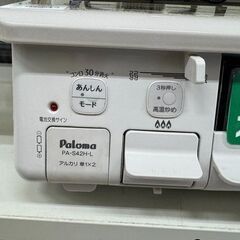 コンロ30分消火
あんしん
モード
3秒押し
高温炒め
電池交換サイン
Paloma
PA-S42H-L
アルカリ 単1×2